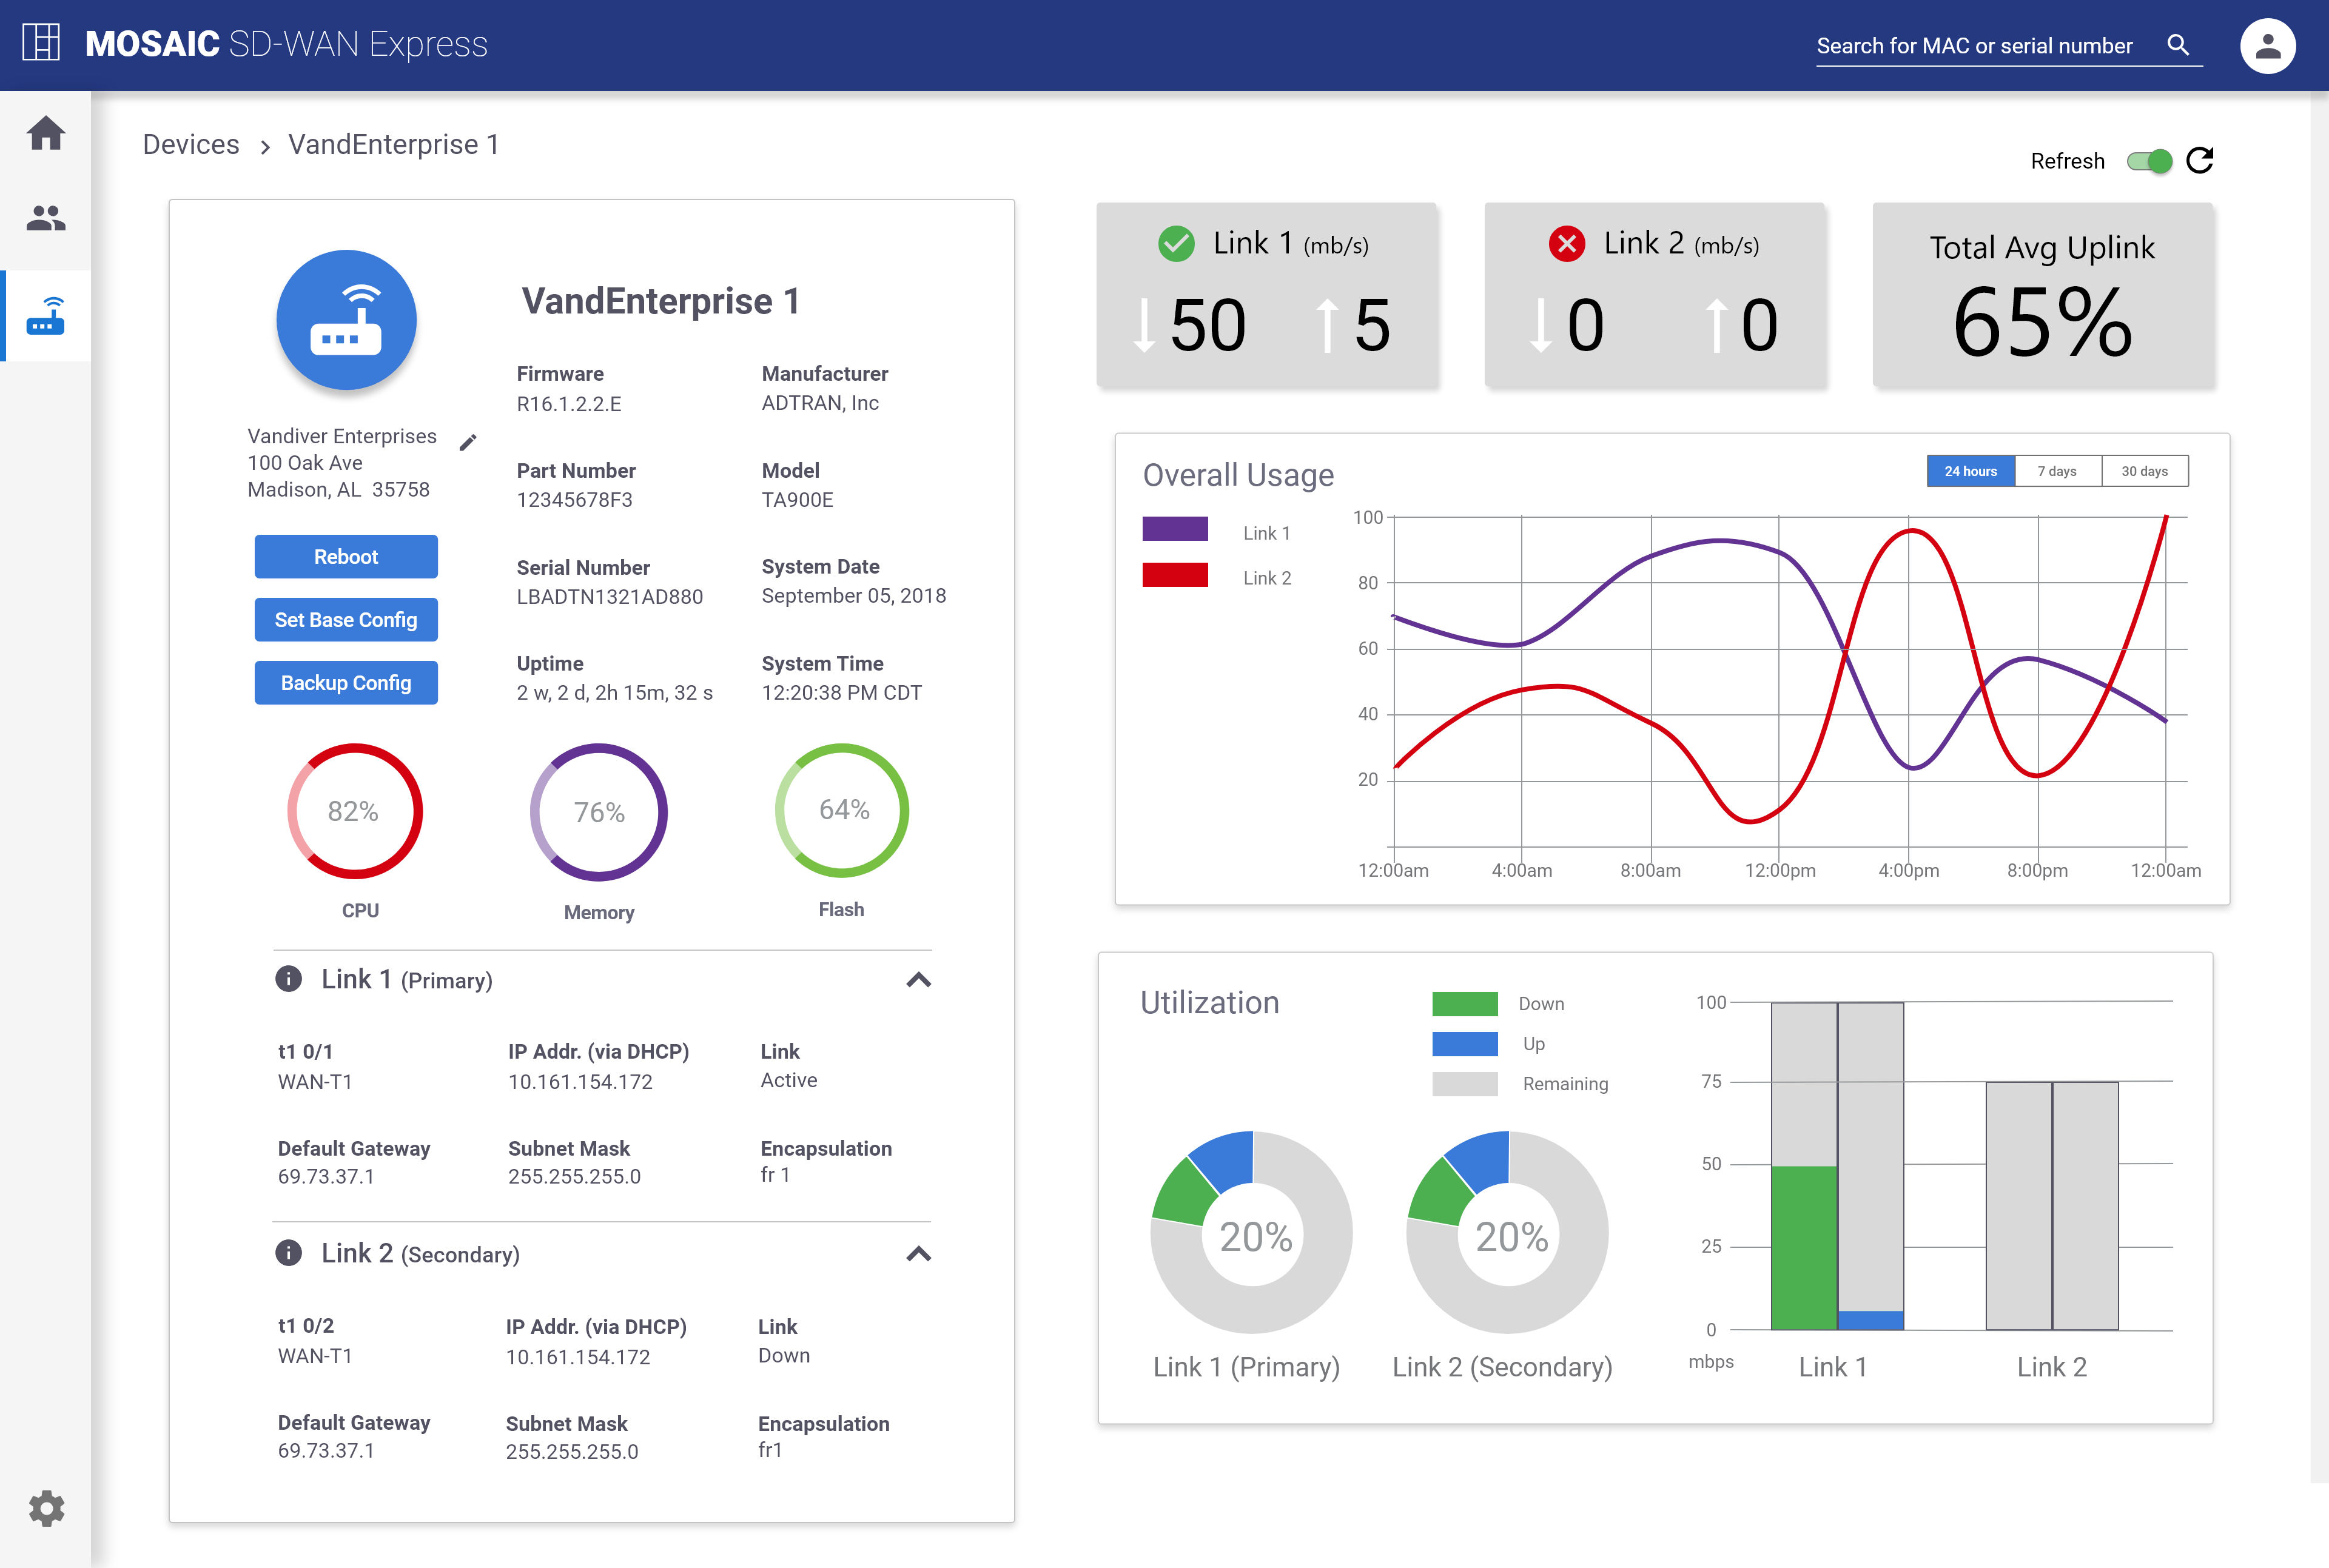 MOSAIC SD-WAN Express
Search for MAC or serial number
Devices > VandEnterprise 1
Refresh
VandEnterprise 1
Vandiver Enterprises
100 Oak Ave
Madison, AL 35758
Reboot
Set Base Config
Backup Config
Firmware
R16.1.2.2.E
Manufacturer
ADTRAN, Inc
Part Number
12345678F3
Model
TA900E
Serial Number
LBADTN1321AD880
System Date
September 05, 2018
Uptime
2 w, 2 d, 2h 15m, 32 s
System Time
12:20:38 PM CDT
82%
CPU
76%
Memory
64%
Flash
Link 1 (Primary)
t1 0/1
WAN-T1
IP Addr. (via DHCP)
10.161.154.172
Link
Active
Default Gateway
69.73.37.1
Subnet Mask
255.255.255.0
Encapsulation
fr 1
Link 2 (Secondary)
t1 0/2
WAN-T1
IP Addr. (via DHCP)
10.161.154.172
Link
Down
Default Gateway
69.73.37.1
Subnet Mask
255.255.255.0
Encapsulation
fr1
Link 1 (mb/s)
50 5
Link 2 (mb/s)
0 0
Total Avg Uplink
65%
Overall Usage
24 hours 7 days 30 days
Link 1
Link 2
100
80
60
40
20
12:00am 4:00am 8:00am 12:00pm 4:00pm 8:00pm 12:00am
Utilization
Down
Up
Remaining
20%
Link 1 (Primary)
20%
Link 2 (Secondary)
100
75
50
25
0
mbps
Link 1 Link 2